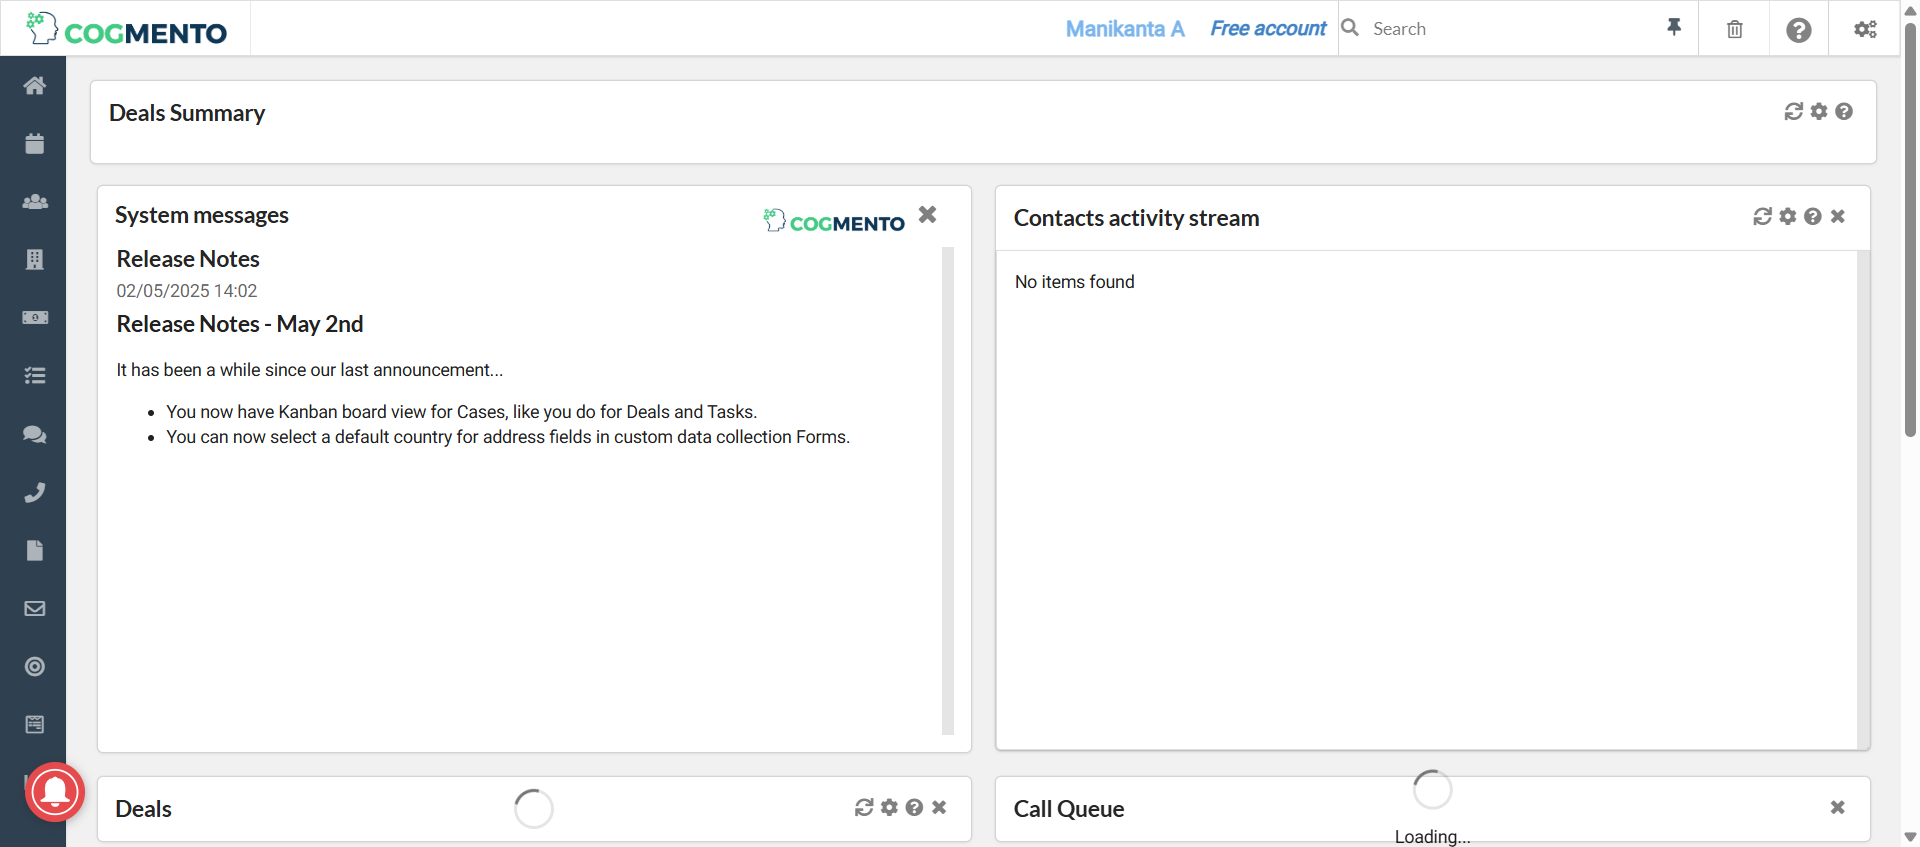 COGMENTO
Manikanta A
Free account
Search
Deals Summary
System messages
COGMENTO
Release Notes
02/05/2025 14:02
Release Notes - May 2nd
It has been a while since our last announcement...
You now have Kanban board view for Cases, like you do for Deals and Tasks.
You can now select a default country for address fields in custom data collection Forms.
Contacts activity stream
No items found
Deals
Call Queue
Loading...